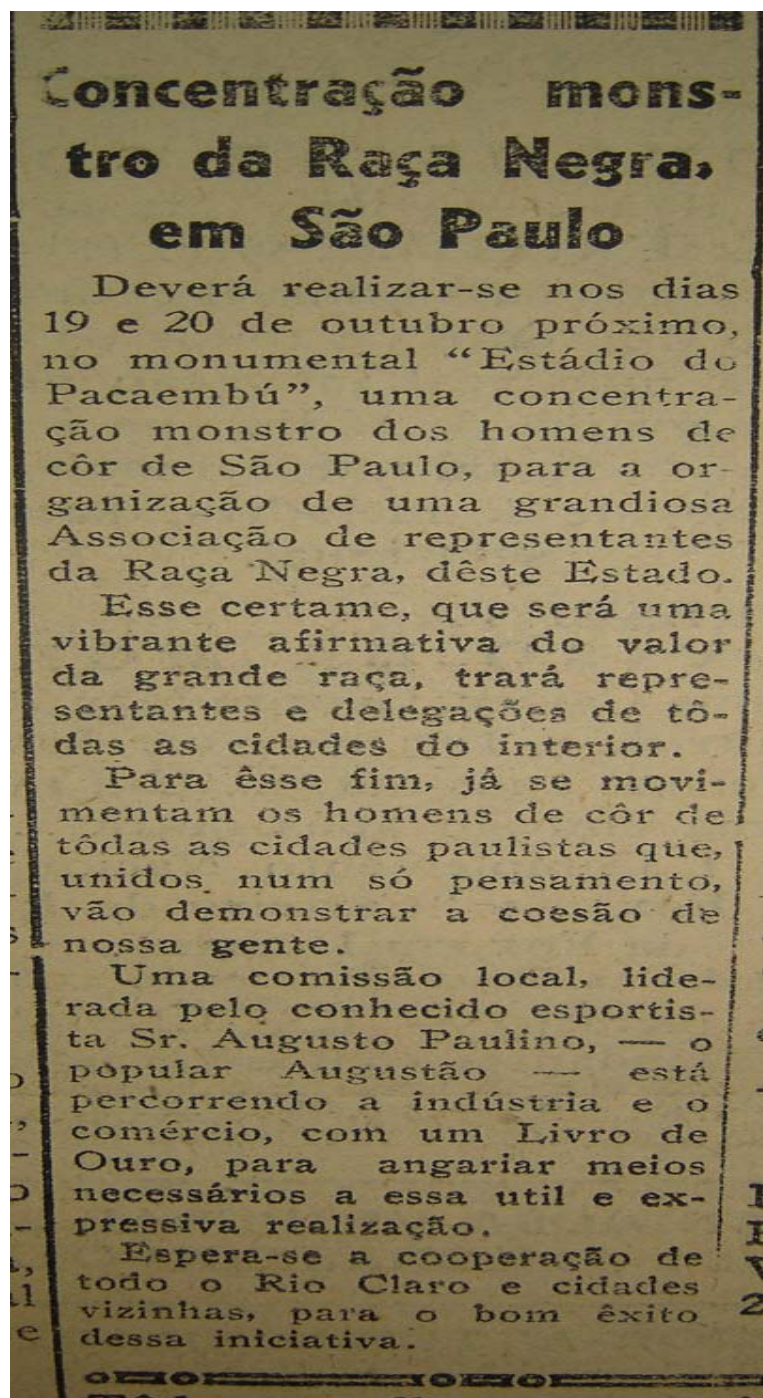 Concentração mons-
tro da Raça Negra,
em São Paulo
Deverá realizar-se nos dias
19 e 20 de outubro próximo,
no monumental “Estádio do
Pacaembú”, uma concentra-
ção monstro dos homens de
côr de São Paulo, para a or-
ganização de uma grandiosa
Associação de representantes
da Raça Negra, dêste Estado.
Esse certame, que será uma
vibrante afirmativa do valor
da grande raça, trará repre-
sentantes e delegações de tô-
das as cidades do interior.
Para êsse fim, já se movi-
mentam os homens de côr de
tôdas as cidades paulistas que,
unidos num só pensamento,
vão demonstrar a coesão de
nossa gente.
Uma comissão local, lide-
rada pelo conhecido esportis-
ta Sr. Augusto Paulino, — o
popular Augustão — está
percorrendo a indústria e o
comércio, com um Livro de
Ouro, para angariar meios
necessários a essa util e ex-
pressiva realização.
Espera-se a cooperação de
todo o Rio Claro e cidades
vizinhas, para o bom êxito
dessa iniciativa.